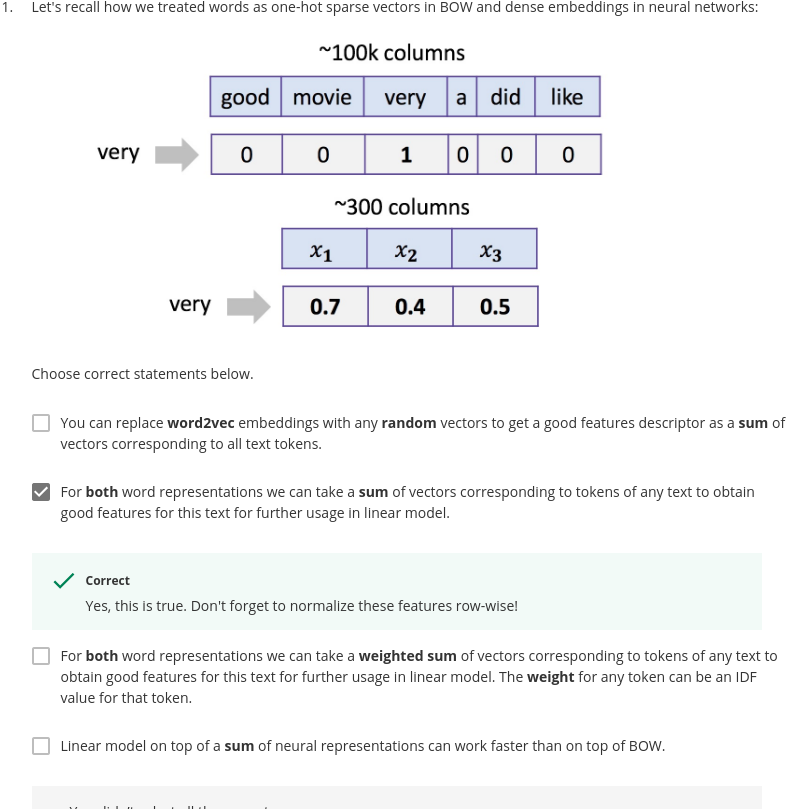 1. Let's recall how we treated words as one-hot sparse vectors in BOW and dense embeddings in neural networks:
~100k columns
good movie very a did like
very 0 0 1 0 0 0
~300 columns
x₁ x₂ x₃
very 0.7 0.4 0.5
Choose correct statements below.
You can replace word2vec embeddings with any random vectors to get a good features descriptor as a sum of
vectors corresponding to all text tokens.
For both word representations we can take a sum of vectors corresponding to tokens of any text to obtain
good features for this text for further usage in linear model.
Correct
Yes, this is true. Don't forget to normalize these features row-wise!
For both word representations we can take a weighted sum of vectors corresponding to tokens of any text to
obtain good features for this text for further usage in linear model. The weight for any token can be an IDF
value for that token.
Linear model on top of a sum of neural representations can work faster than on top of BOW.